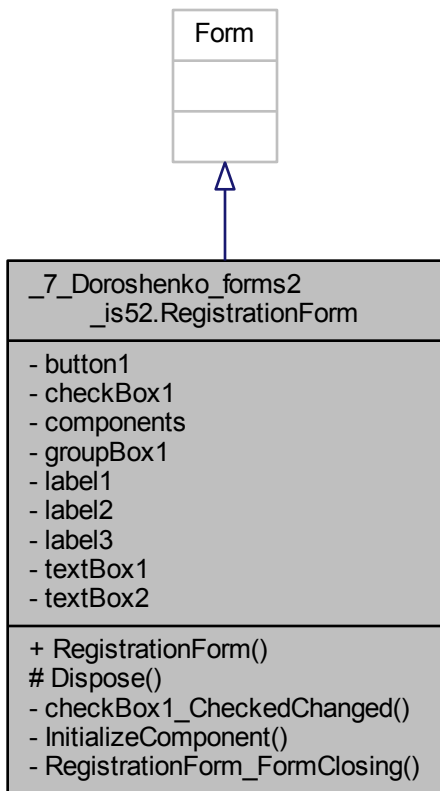 Form
_7_Doroshenko_forms2
_is52.RegistrationForm
- button1
- checkBox1
- components
- groupBox1
- label1
- label2
- label3
- textBox1
- textBox2
+ RegistrationForm()
# Dispose()
- checkBox1_CheckedChanged()
- InitializeComponent()
- RegistrationForm_FormClosing()